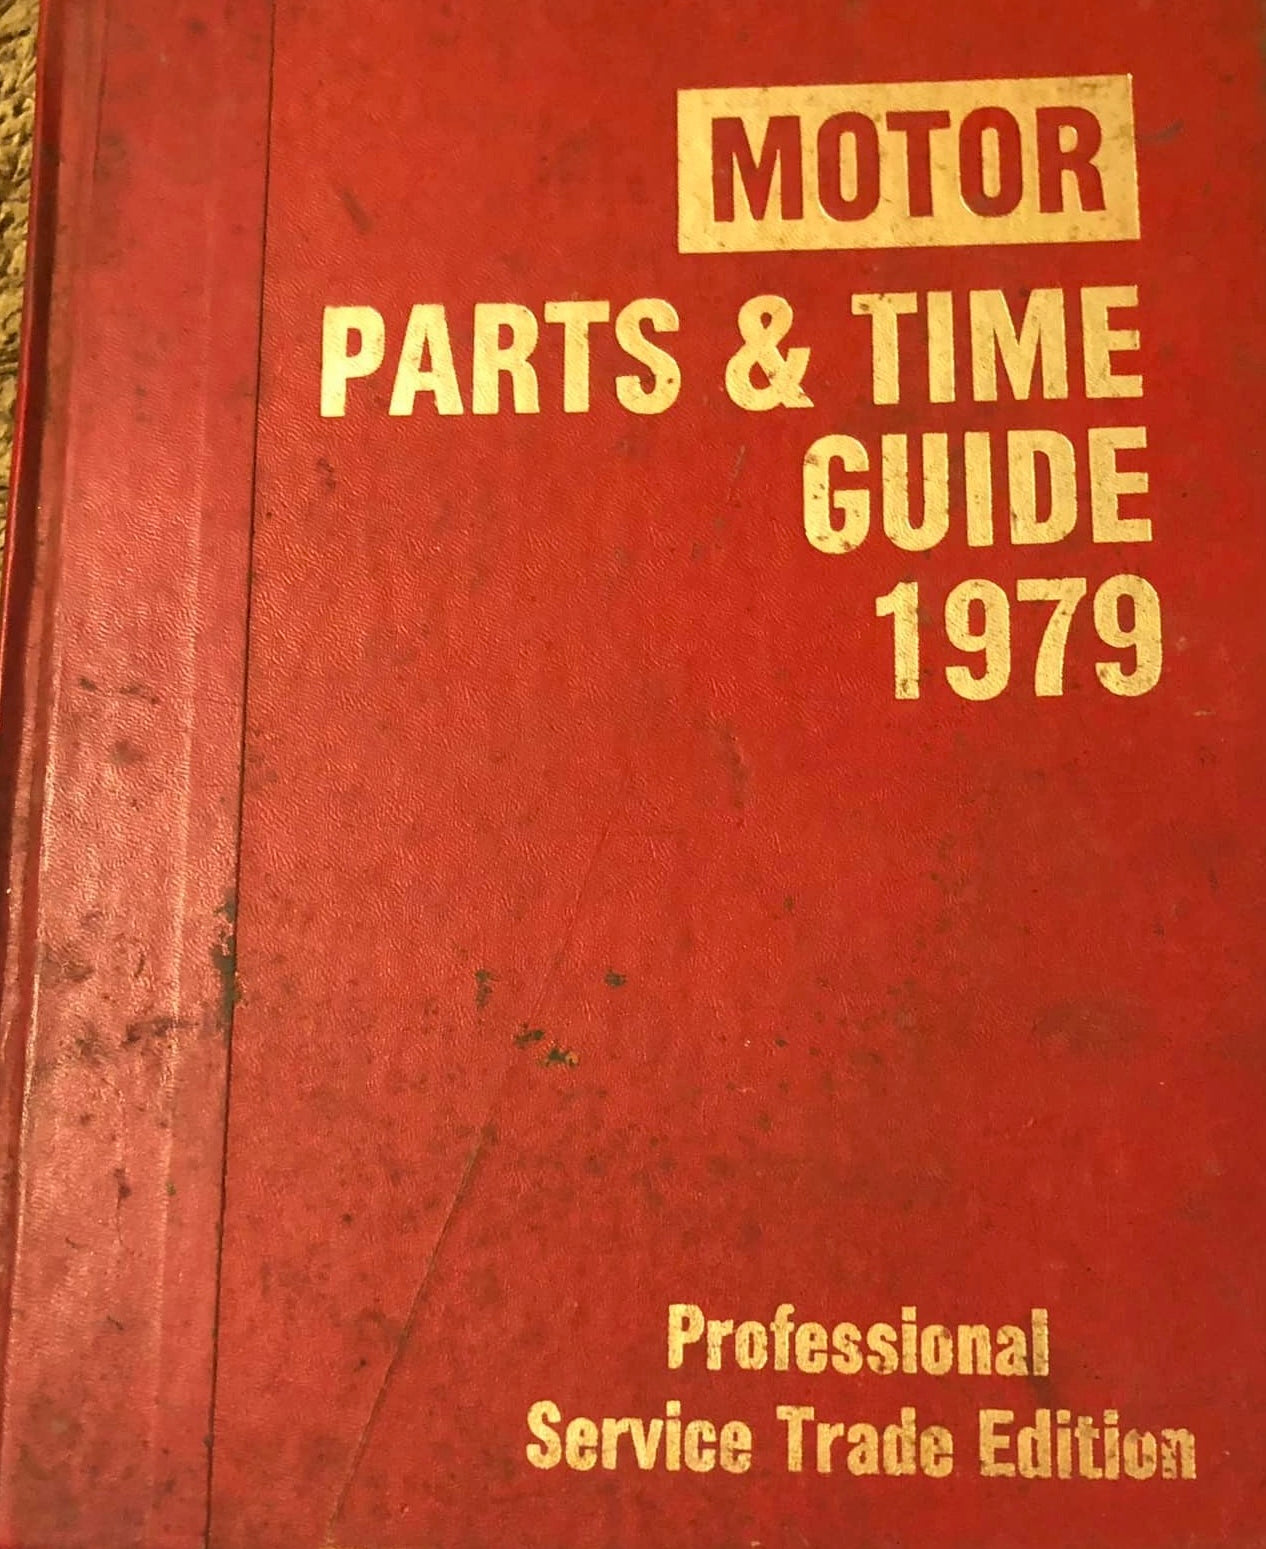 MOTOR
PARTS & TIME
GUIDE
1979
Professional
Service Trade Edition